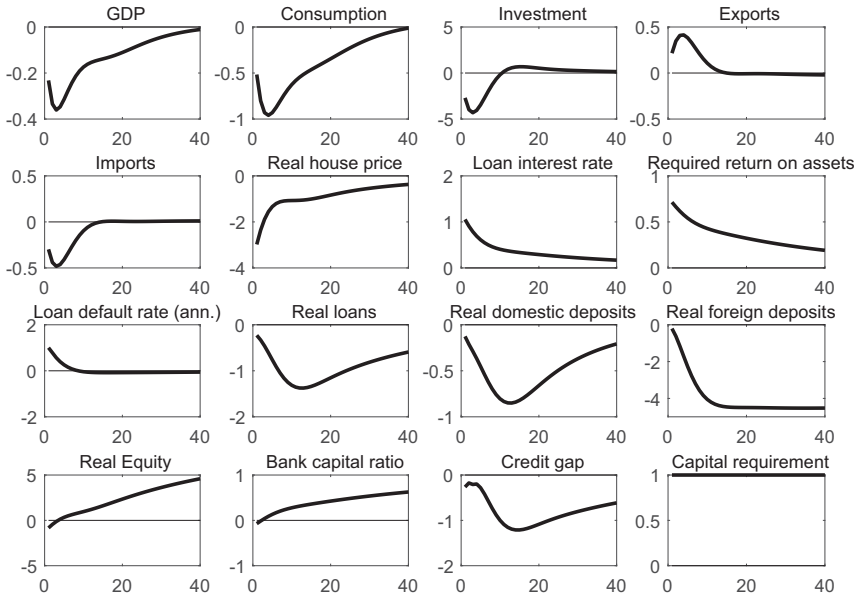 GDP Consumption Investment Exports
0 0 5 0.5
-0.2 -0.5 0 0
-0.4 -1 -5 -0.5
0 20 40 0 20 40 0 20 40 0 20 40
Imports Real house price Loan interest rate Required return on assets
0.5 0 2 1
0 -2 1 0.5
-0.5 -4 0 0
0 20 40 0 20 40 0 20 40 0 20 40
Loan default rate (ann.) Real loans Real domestic deposits Real foreign deposits
2 0 0 0
0 -1 -0.5 -2
-4
-2 -2 -1
0 20 40 0 20 40 0 20 40 0 20 40
Real Equity Bank capital ratio Credit gap Capital requirement
5 1 0 1
0 0 -1 0.5
-5 -1 -2 0
0 20 40 0 20 40 0 20 40 0 20 40